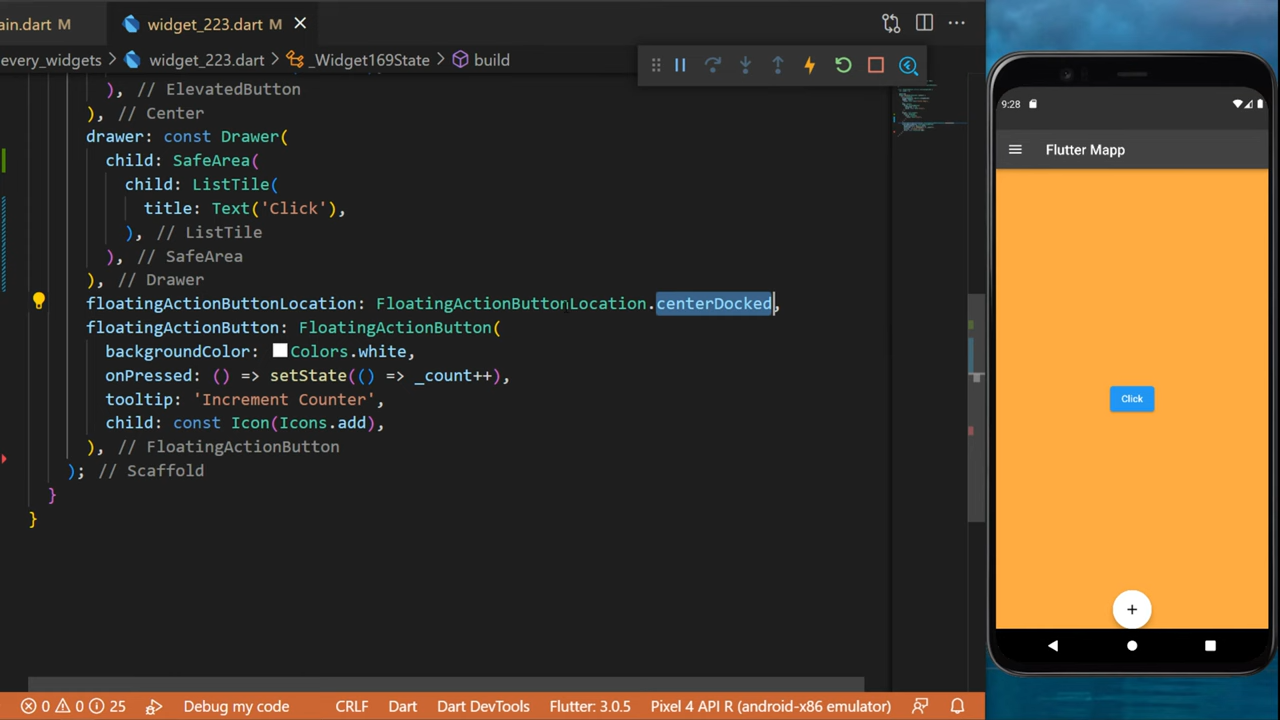 ain.dart M
widget_223.dart M
every_widgets > widget_223.dart > _Widget169State > build
), // ElevatedButton
), // Center
drawer: const Drawer(
child: SafeArea(
child: ListTile(
title: Text('Click'),
), // ListTile
), // SafeArea
), // Drawer
floatingActionButtonLocation: FloatingActionButtonLocation.centerDocked,
floatingActionButton: FloatingActionButton(
backgroundColor: Colors.white,
onPressed: () => setState(() => _count++),
tooltip: 'Increment Counter',
child: const Icon(Icons.add),
), // FloatingActionButton
); // Scaffold
}
}
0 0 25 Debug my code CRLF Dart Dart DevTools Flutter: 3.0.5 Pixel 4 API R (android-x86 emulator)
9:28
Flutter Mapp
Click
+